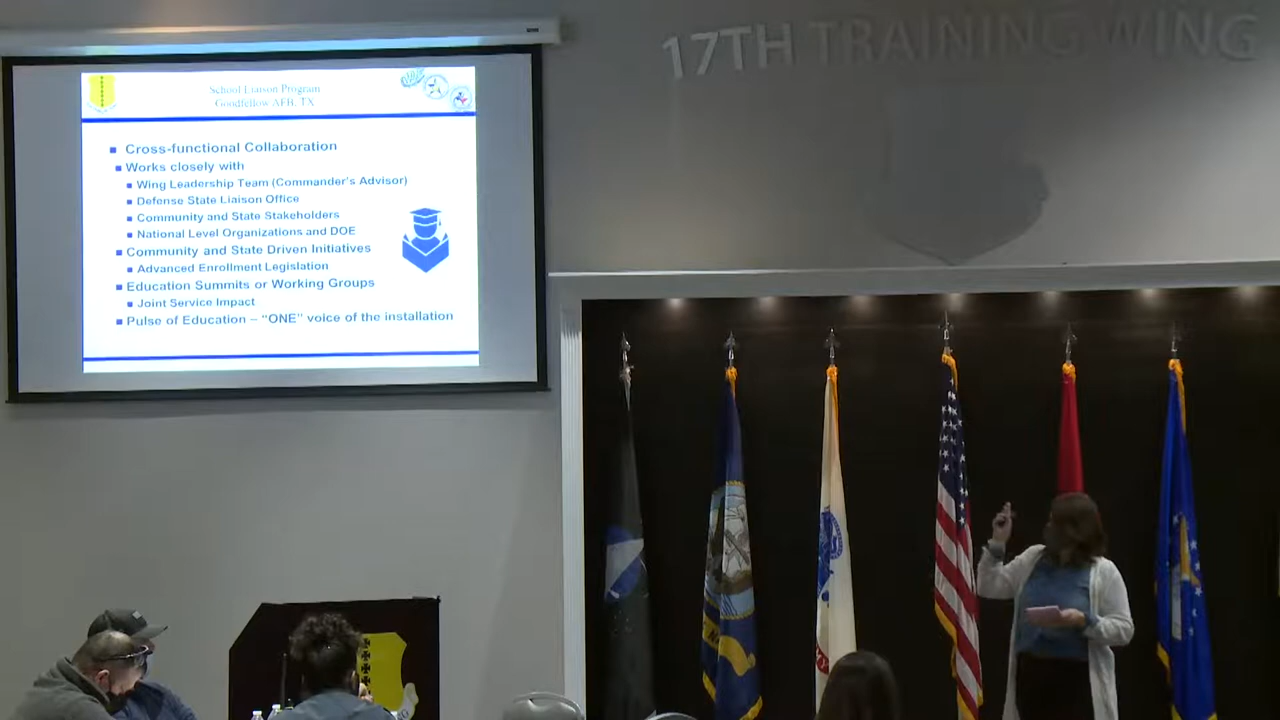 17TH TRAINING WING
School Liaison Program
Goodfellow AFB, TX
Cross-functional Collaboration
Works closely with
Wing Leadership Team (Commander's Advisor)
Defense State Liaison Office
Community and State Stakeholders
National Level Organizations and DOE
Community and State Driven Initiatives
Advanced Enrollment Legislation
Education Summits or Working Groups
Joint Service Impact
Pulse of Education – “ONE” voice of the installation